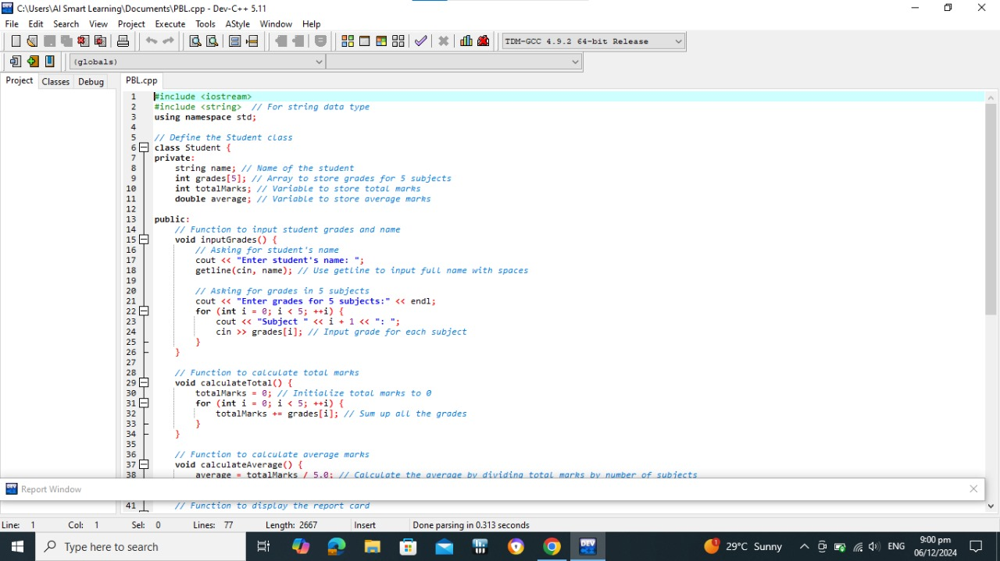 C:\Users\AI Smart Learning\Documents\PBL.cpp - Dev-C++ 5.11
File Edit Search View Project Execute Tools AStyle Window Help
TDM-GCC 4.9.2 64-bit Release
(globals)
Project Classes Debug PBL.cpp
1 #include <iostream>
2 #include <string> // For string data type
3 using namespace std;
4
5 // Define the Student class
6 class Student {
7 private:
8 string name; // Name of the student
9 int grades[5]; // Array to store grades for 5 subjects
10 int totalMarks; // Variable to store total marks
11 double average; // Variable to store average marks
12
13 public:
14 // Function to input student grades and name
15 void inputGrades() {
16 // Asking for student's name
17 cout << "Enter student's name: ";
18 getline(cin, name); // Use getline to input full name with spaces
19
20 // Asking for grades in 5 subjects
21 cout << "Enter grades for 5 subjects:" << endl;
22 for (int i = 0; i < 5; ++i) {
23 cout << "Subject " << i + 1 << ": ";
24 cin >> grades[i]; // Input grade for each subject
25 }
26 }
27
28 // Function to calculate total marks
29 void calculateTotal() {
30 totalMarks = 0; // Initialize total marks to 0
31 for (int i = 0; i < 5; ++i) {
32 totalMarks += grades[i]; // Sum up all the grades
33 }
34 }
35
36 // Function to calculate average marks
37 void calculateAverage() {
38 average = totalMarks / 5.0; // Calculate the average by dividing total marks by number of subjects
Report Window
41 // Function to display the report card
Line: 1 Col: 1 Sel: 0 Lines: 77 Length: 2667 Insert Done parsing in 0.313 seconds
Type here to search
DEV
29°C Sunny
ENG
9:00 pm
06/12/2024